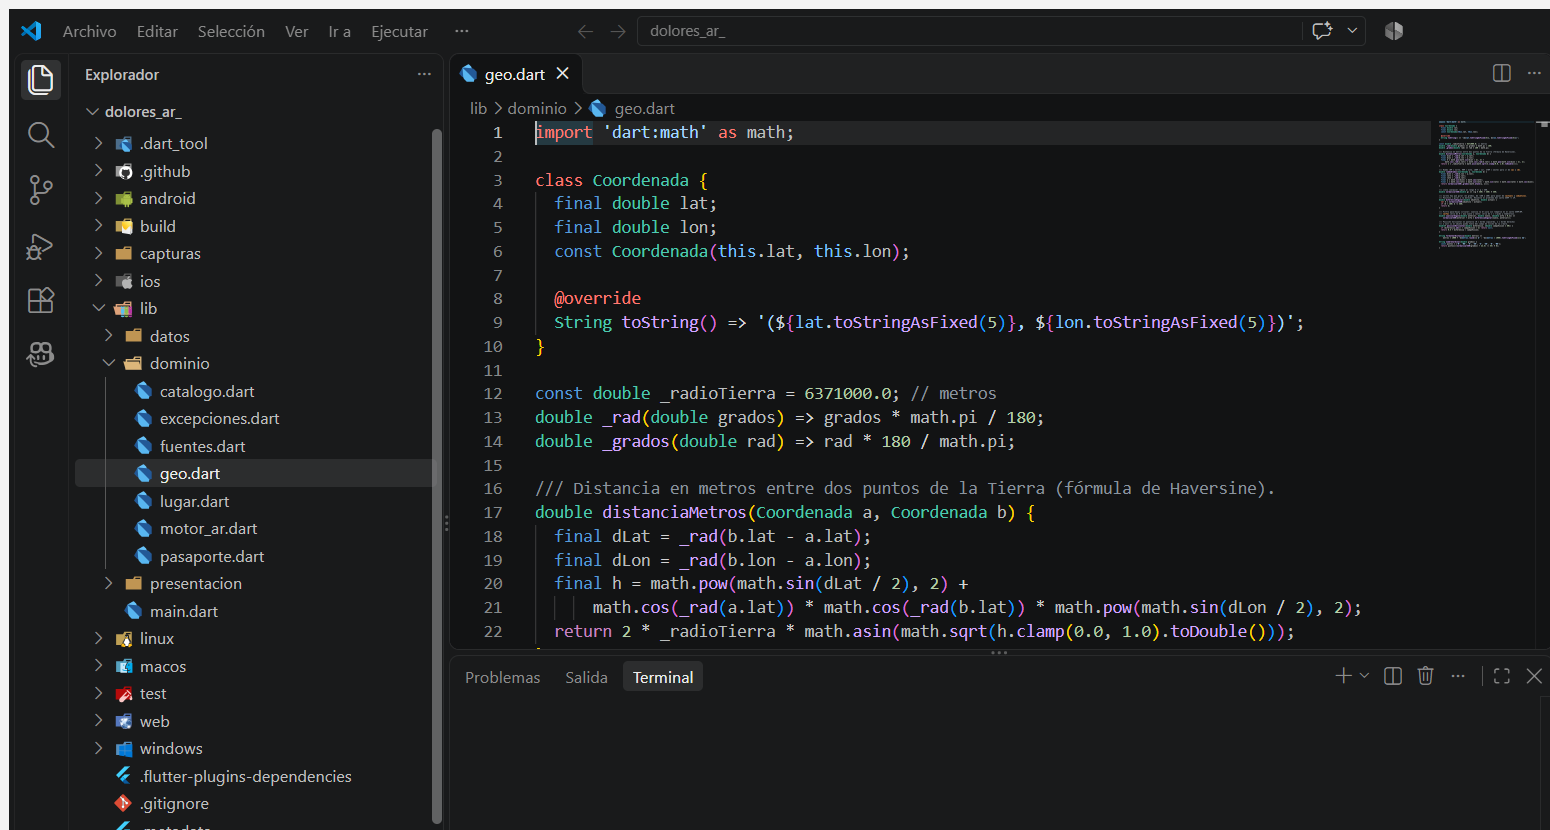 Archivo Editar Selección Ver Ir a Ejecutar ··· dolores_ar_
Explorador ···
dolores_ar_
.dart_tool
.github
android
build
capturas
ios
lib
datos
dominio
catalogo.dart
excepciones.dart
fuentes.dart
geo.dart
lugar.dart
motor_ar.dart
pasaporte.dart
presentacion
main.dart
linux
macos
test
web
windows
.flutter-plugins-dependencies
.gitignore
.metadata
geo.dart
lib > dominio > geo.dart
1 import 'dart:math' as math;
2
3 class Coordenada {
4 final double lat;
5 final double lon;
6 const Coordenada(this.lat, this.lon);
7
8 @override
9 String toString() => '(${lat.toStringAsFixed(5)}, ${lon.toStringAsFixed(5)})';
10 }
11
12 const double _radioTierra = 6371000.0; // metros
13 double _rad(double grados) => grados * math.pi / 180;
14 double _grados(double rad) => rad * 180 / math.pi;
15
16 /// Distancia en metros entre dos puntos de la Tierra (fórmula de Haversine).
17 double distanciaMetros(Coordenada a, Coordenada b) {
18 final dLat = _rad(b.lat - a.lat);
19 final dLon = _rad(b.lon - a.lon);
20 final h = math.pow(math.sin(dLat / 2), 2) +
21 math.cos(_rad(a.lat)) * math.cos(_rad(b.lat)) * math.pow(math.sin(dLon / 2), 2);
22 return 2 * _radioTierra * math.asin(math.sqrt(h.clamp(0.0, 1.0).toDouble()));
Problemas Salida Terminal